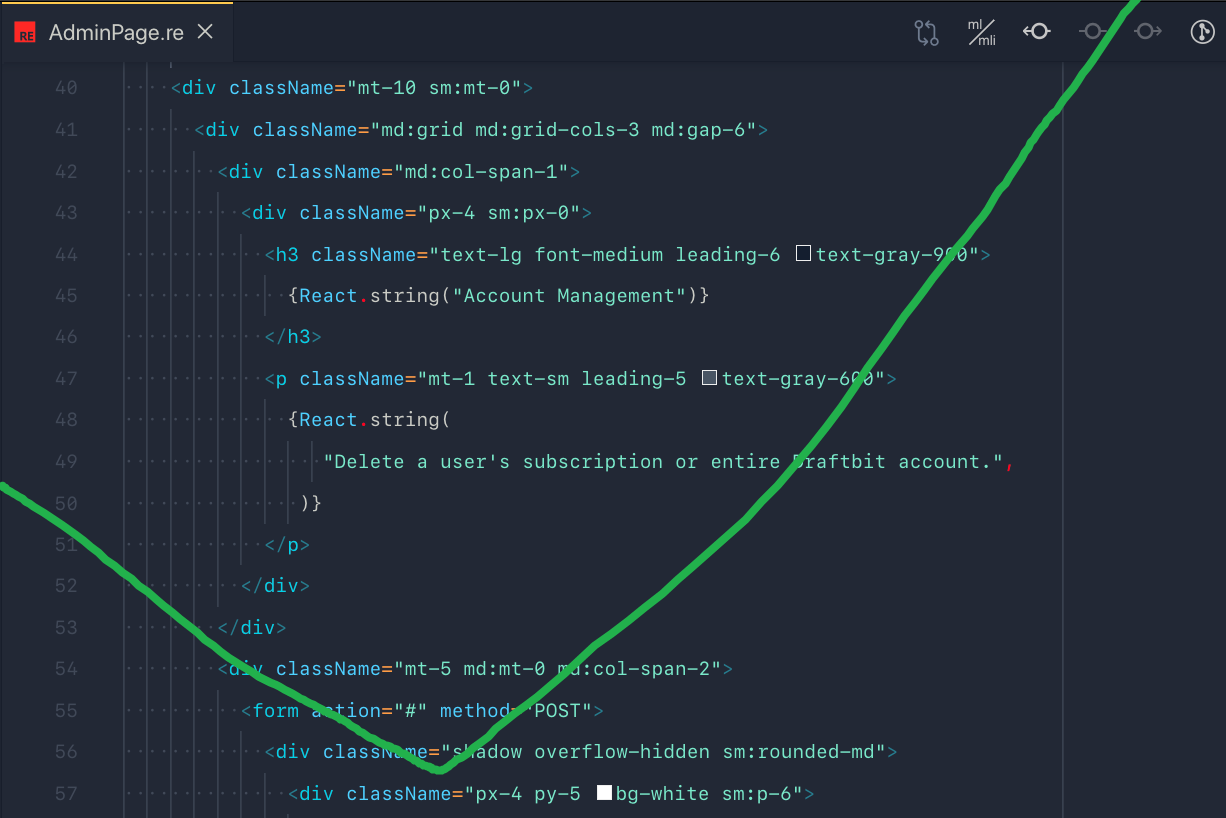 AdminPage.re
ml/mli
40 <div className="mt-10 sm:mt-0">
41 <div className="md:grid md:grid-cols-3 md:gap-6">
42 <div className="md:col-span-1">
43 <div className="px-4 sm:px-0">
44 <h3 className="text-lg font-medium leading-6 text-gray-900">
45 {React.string("Account Management")}
46 </h3>
47 <p className="mt-1 text-sm leading-5 text-gray-600">
48 {React.string(
49 "Delete a user's subscription or entire Draftbit account.",
50 )}
51 </p>
52 </div>
53 </div>
54 <div className="mt-5 md:mt-0 md:col-span-2">
55 <form action="#" method="POST">
56 <div className="shadow overflow-hidden sm:rounded-md">
57 <div className="px-4 py-5 bg-white sm:p-6">